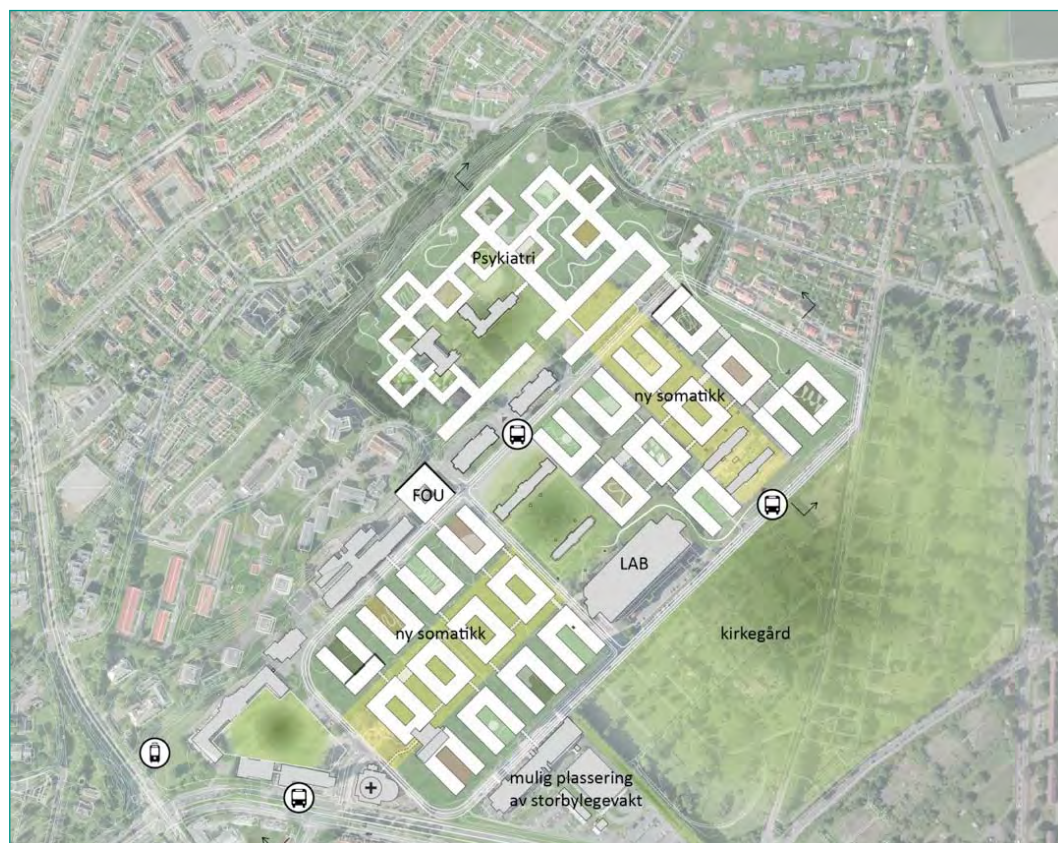 Psykiatri
ny somatikk
FOU
LAB
ny somatikk
kirkegård
mulig plassering
av storbylegevakt